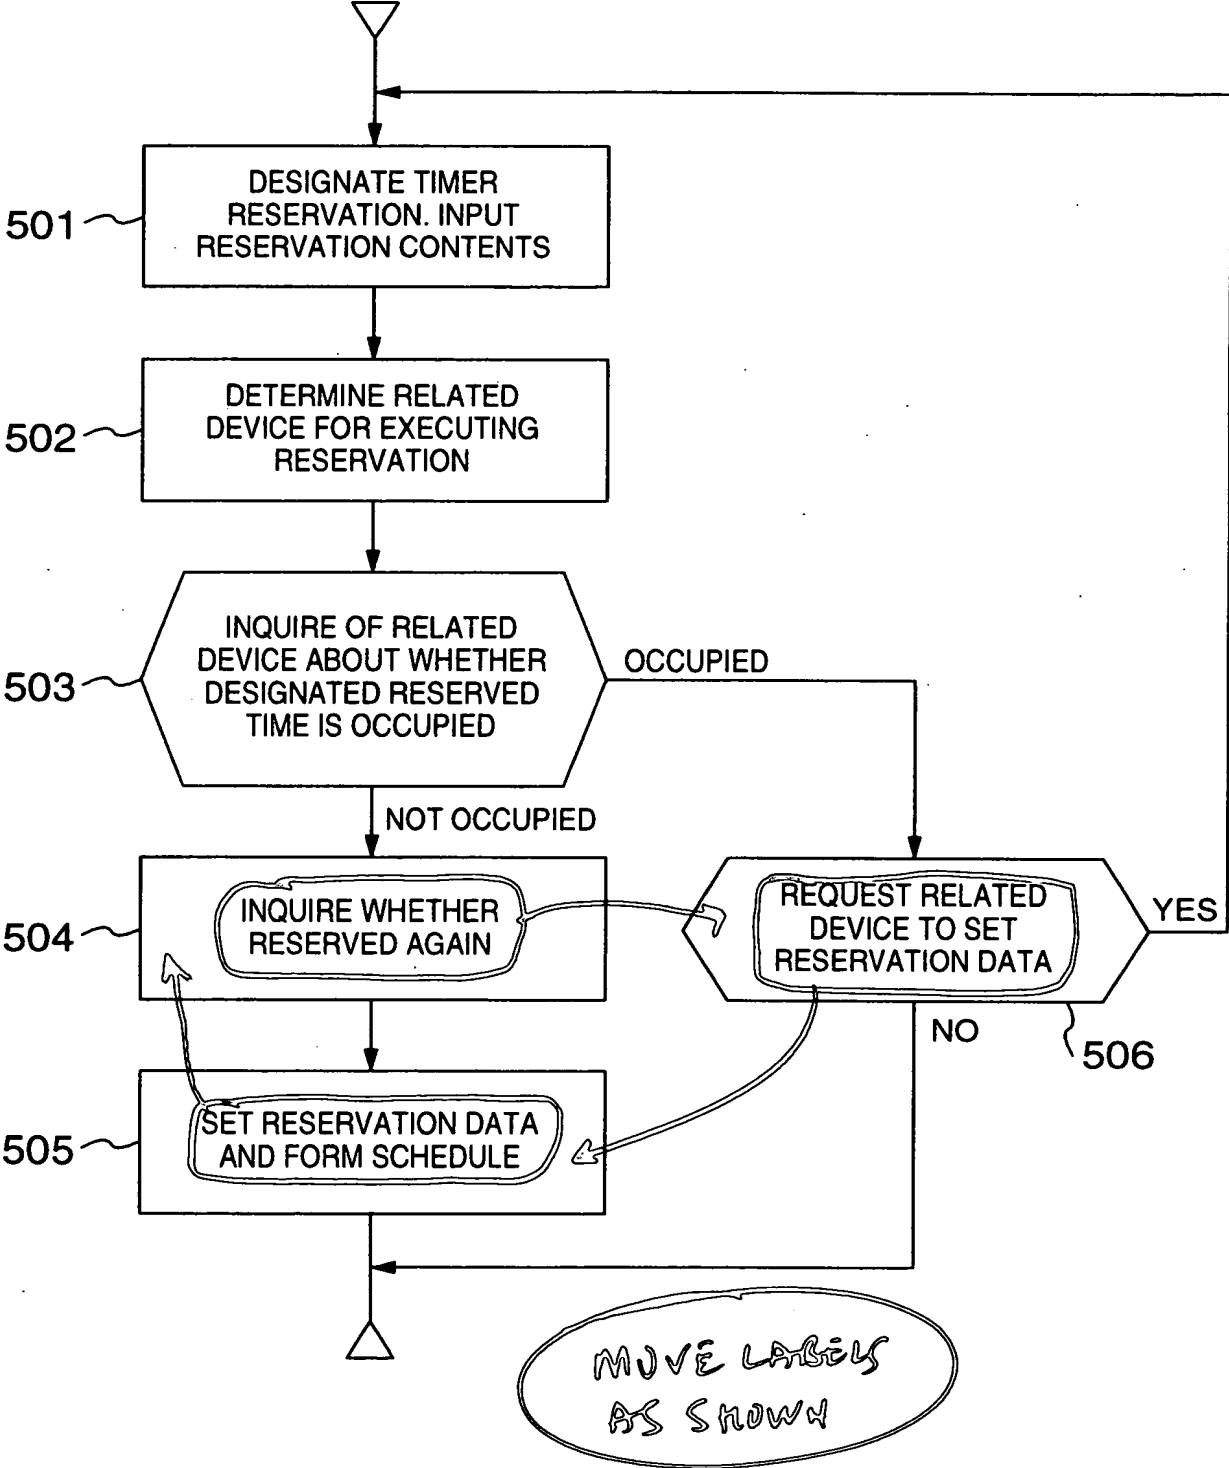 501
DESIGNATE TIMER
RESERVATION. INPUT
RESERVATION CONTENTS
502
DETERMINE RELATED
DEVICE FOR EXECUTING
RESERVATION
503
INQUIRE OF RELATED
DEVICE ABOUT WHETHER
DESIGNATED RESERVED
TIME IS OCCUPIED
OCCUPIED
NOT OCCUPIED
504
INQUIRE WHETHER
RESERVED AGAIN
REQUEST RELATED
DEVICE TO SET
RESERVATION DATA
YES
NO
506
505
SET RESERVATION DATA
AND FORM SCHEDULE
MOVE LABELS
AS SHOWN